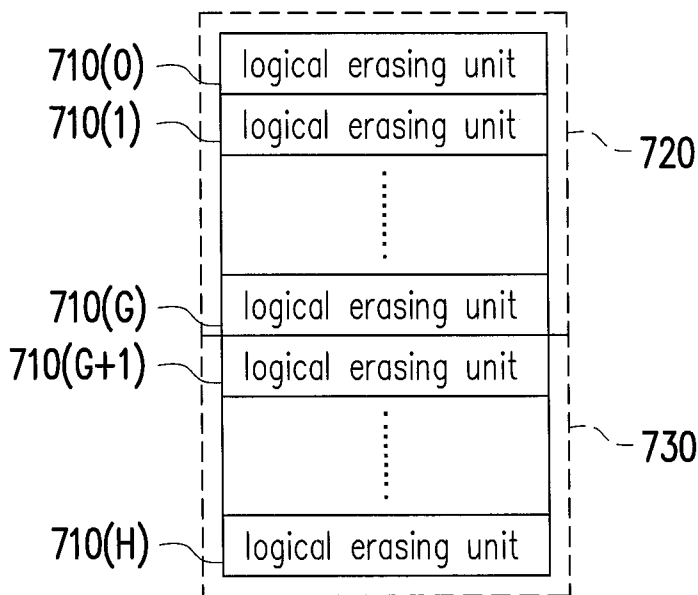 710(0) logical erasing unit
710(1) logical erasing unit
720
710(G) logical erasing unit
710(G+1) logical erasing unit
730
710(H) logical erasing unit